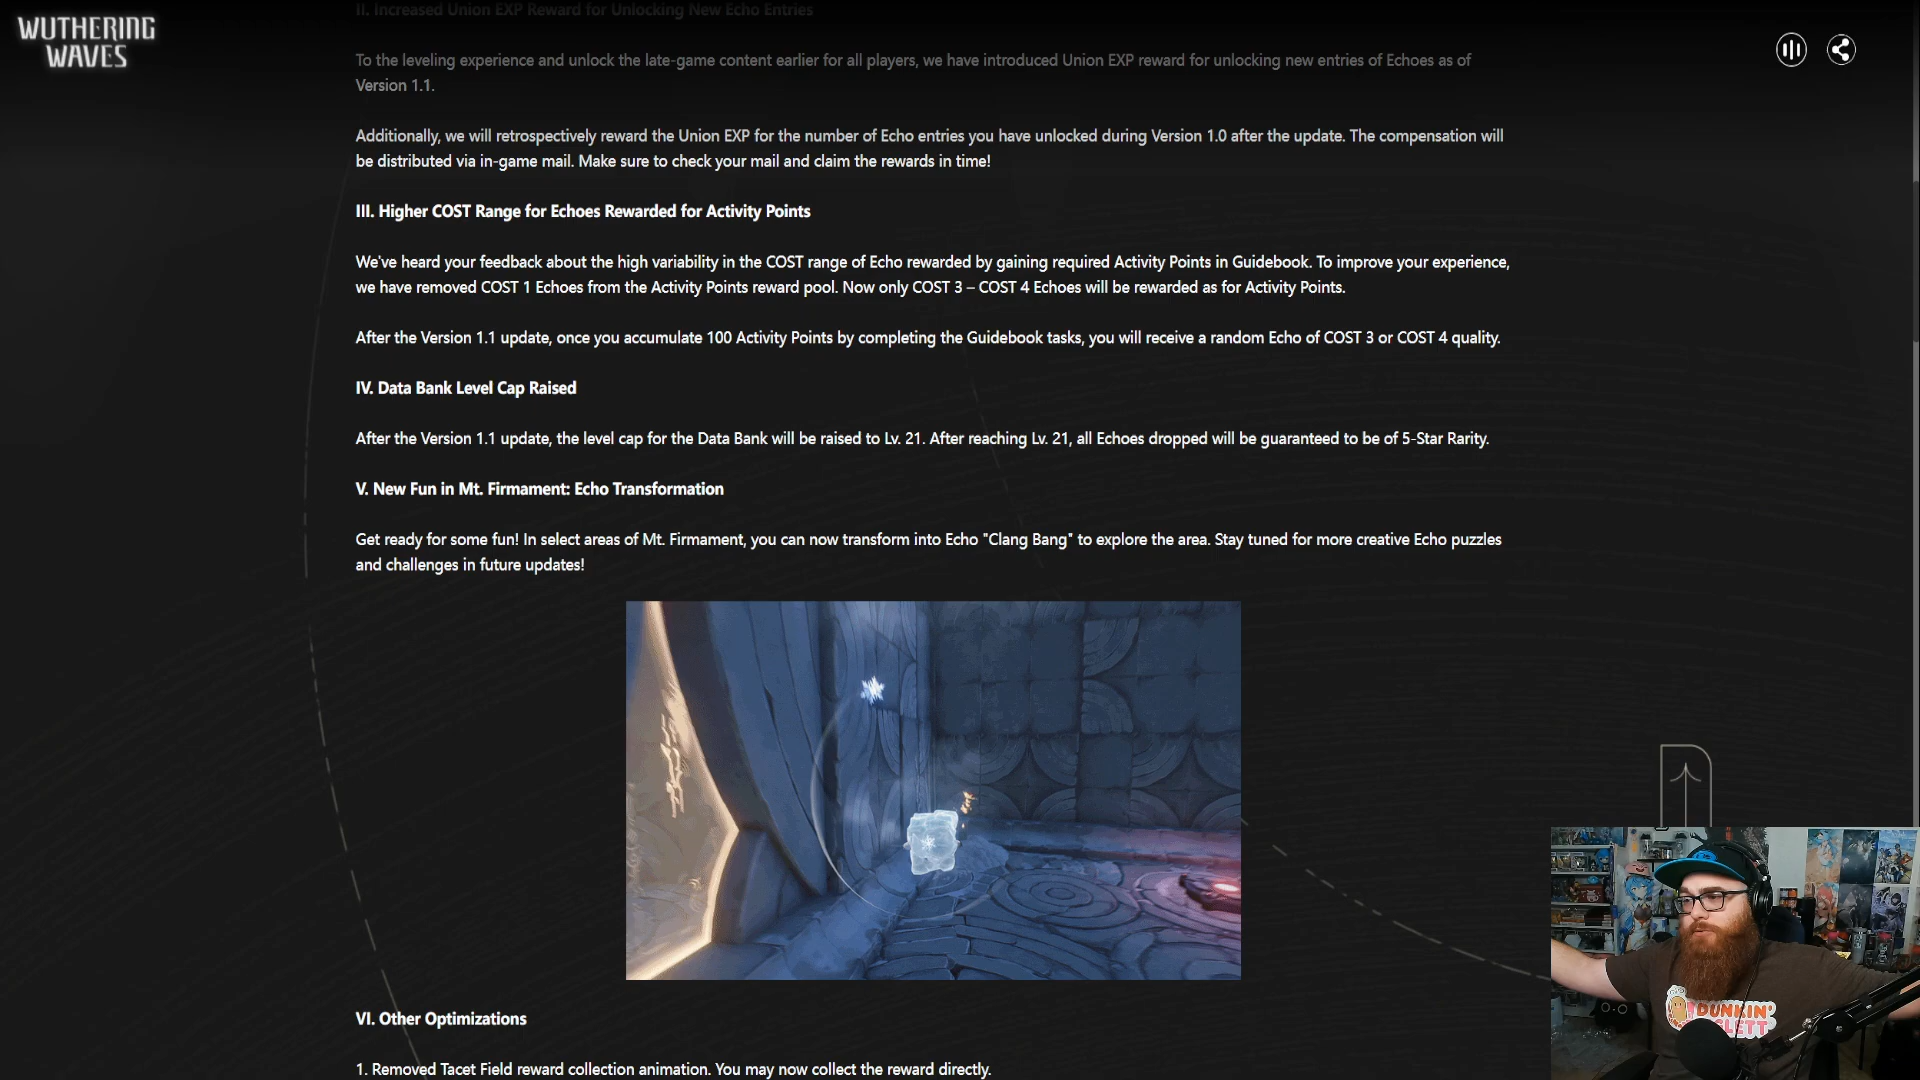 WUTHERING
WAVES
II. Increased Union EXP Reward for Unlocking New Echo Entries
To the leveling experience and unlock the late-game content earlier for all players, we have introduced Union EXP reward for unlocking new entries of Echoes as of
Version 1.1.
Additionally, we will retrospectively reward the Union EXP for the number of Echo entries you have unlocked during Version 1.0 after the update. The compensation will
be distributed via in-game mail. Make sure to check your mail and claim the rewards in time!
III. Higher COST Range for Echoes Rewarded for Activity Points
We've heard your feedback about the high variability in the COST range of Echo rewarded by gaining required Activity Points in Guidebook. To improve your experience,
we have removed COST 1 Echoes from the Activity Points reward pool. Now only COST 3 – COST 4 Echoes will be rewarded as for Activity Points.
After the Version 1.1 update, once you accumulate 100 Activity Points by completing the Guidebook tasks, you will receive a random Echo of COST 3 or COST 4 quality.
IV. Data Bank Level Cap Raised
After the Version 1.1 update, the level cap for the Data Bank will be raised to Lv. 21. After reaching Lv. 21, all Echoes dropped will be guaranteed to be of 5-Star Rarity.
V. New Fun in Mt. Firmament: Echo Transformation
Get ready for some fun! In select areas of Mt. Firmament, you can now transform into Echo "Clang Bang" to explore the area. Stay tuned for more creative Echo puzzles
and challenges in future updates!
VI. Other Optimizations
1. Removed Tacet Field reward collection animation. You may now collect the reward directly.
DUNKIN'